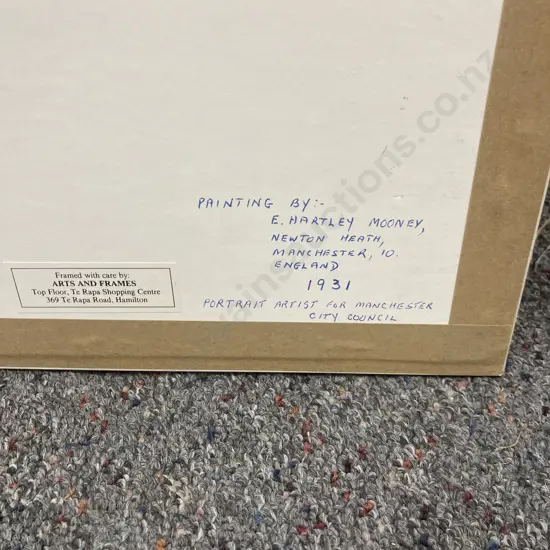 PAINTING BY:-
E. HARTLEY MOONEY,
NEWTON HEATH,
MANCHESTER, 10.
ENGLAND
1931
PORTRAIT ARTIST FOR MANCHESTER
CITY COUNCIL
Framed with care by:
ARTS AND FRAMES
Top Floor, Te Rapa Shopping Centre
369 Te Rapa Road, Hamilton